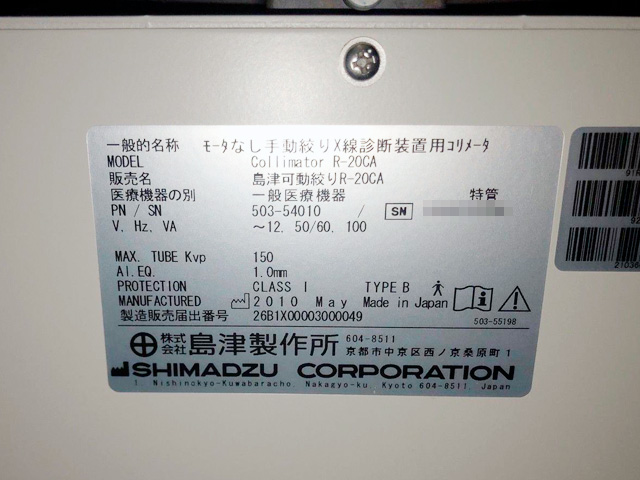 一般的名称 モータなし手動絞りX線診断装置用コリメータ
MODEL Collimator R-20CA
販売名 島津可動絞りR-20CA
医療機器の別 一般医療機器 特管
PN / SN 503-54010 / SN
V, Hz, VA ～12, 50/60, 100
MAX. TUBE Kvp 150
Al.EQ. 1.0mm
PROTECTION CLASS I TYPE B
MANUFACTURED 2010 May Made in Japan
製造販売届出番号 26B1X00003000049
503-55198
株式会社 島津製作所 604-8511
京都市中京区西ノ京桑原町1
SHIMADZU CORPORATION
1, Nishinokyo-Kuwabaracho, Nakagyo-ku, Kyoto 604-8511, Japan